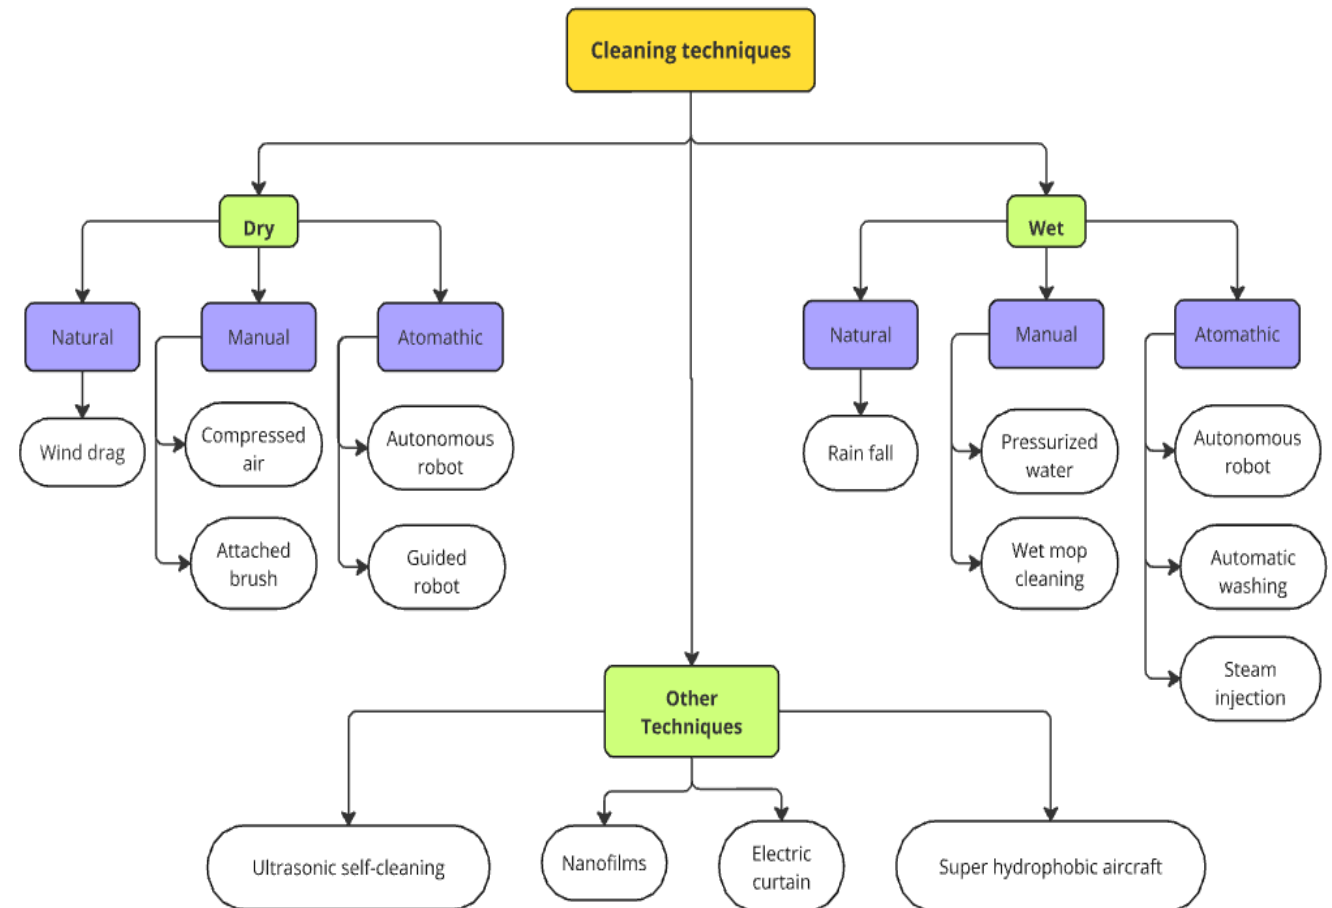 Cleaning techniques
Dry
Wet
Natural
Manual
Atomathic
Natural
Manual
Atomathic
Wind drag
Compressed
air
Autonomous
robot
Rain fall
Pressurized
water
Autonomous
robot
Attached
brush
Guided
robot
Wet mop
cleaning
Automatic
washing
Steam
injection
Other
Techniques
Ultrasonic self-cleaning
Nanofilms
Electric
curtain
Super hydrophobic aircraft